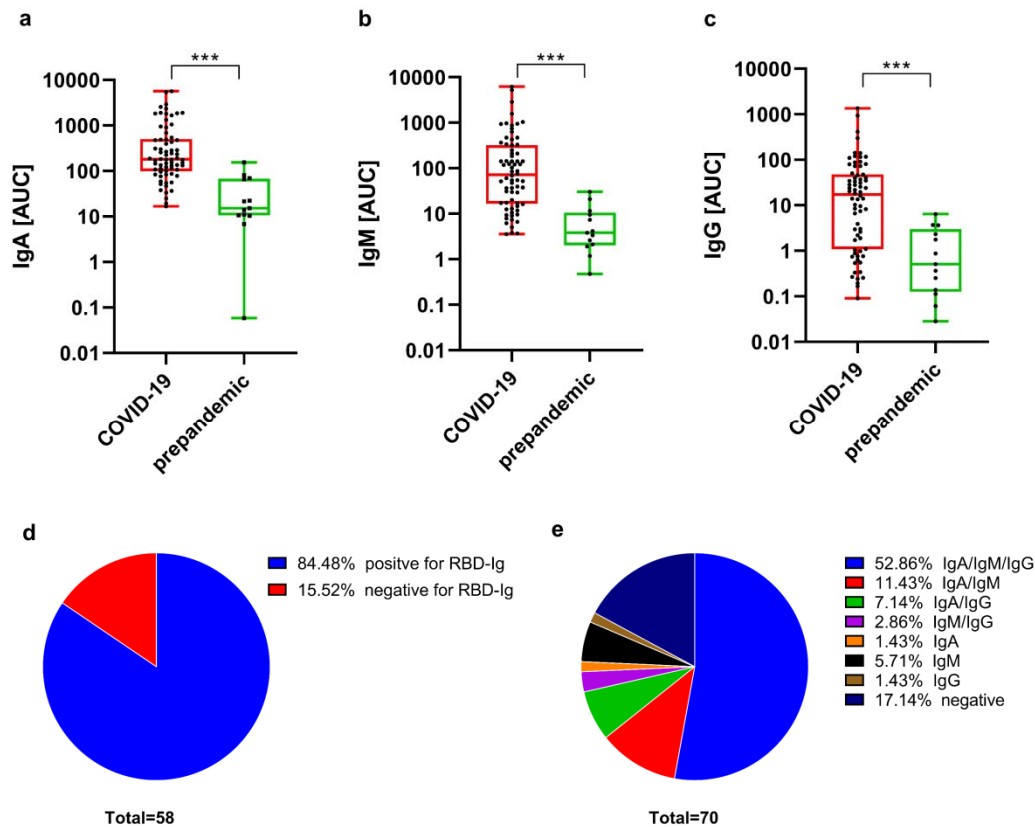 a
***
10000
1000
100
10
1
0.1
0.01
IgA [AUC]
COVID-19
prepandemic
b
***
10000
1000
100
10
1
0.1
0.01
IgM [AUC]
COVID-19
prepandemic
c
***
10000
1000
100
10
1
0.1
0.01
IgG [AUC]
COVID-19
prepandemic
d
84.48% positve for RBD-Ig
15.52% negative for RBD-Ig
Total=58
e
52.86% IgA/IgM/IgG
11.43% IgA/IgM
7.14% IgA/IgG
2.86% IgM/IgG
1.43% IgA
5.71% IgM
1.43% IgG
17.14% negative
Total=70